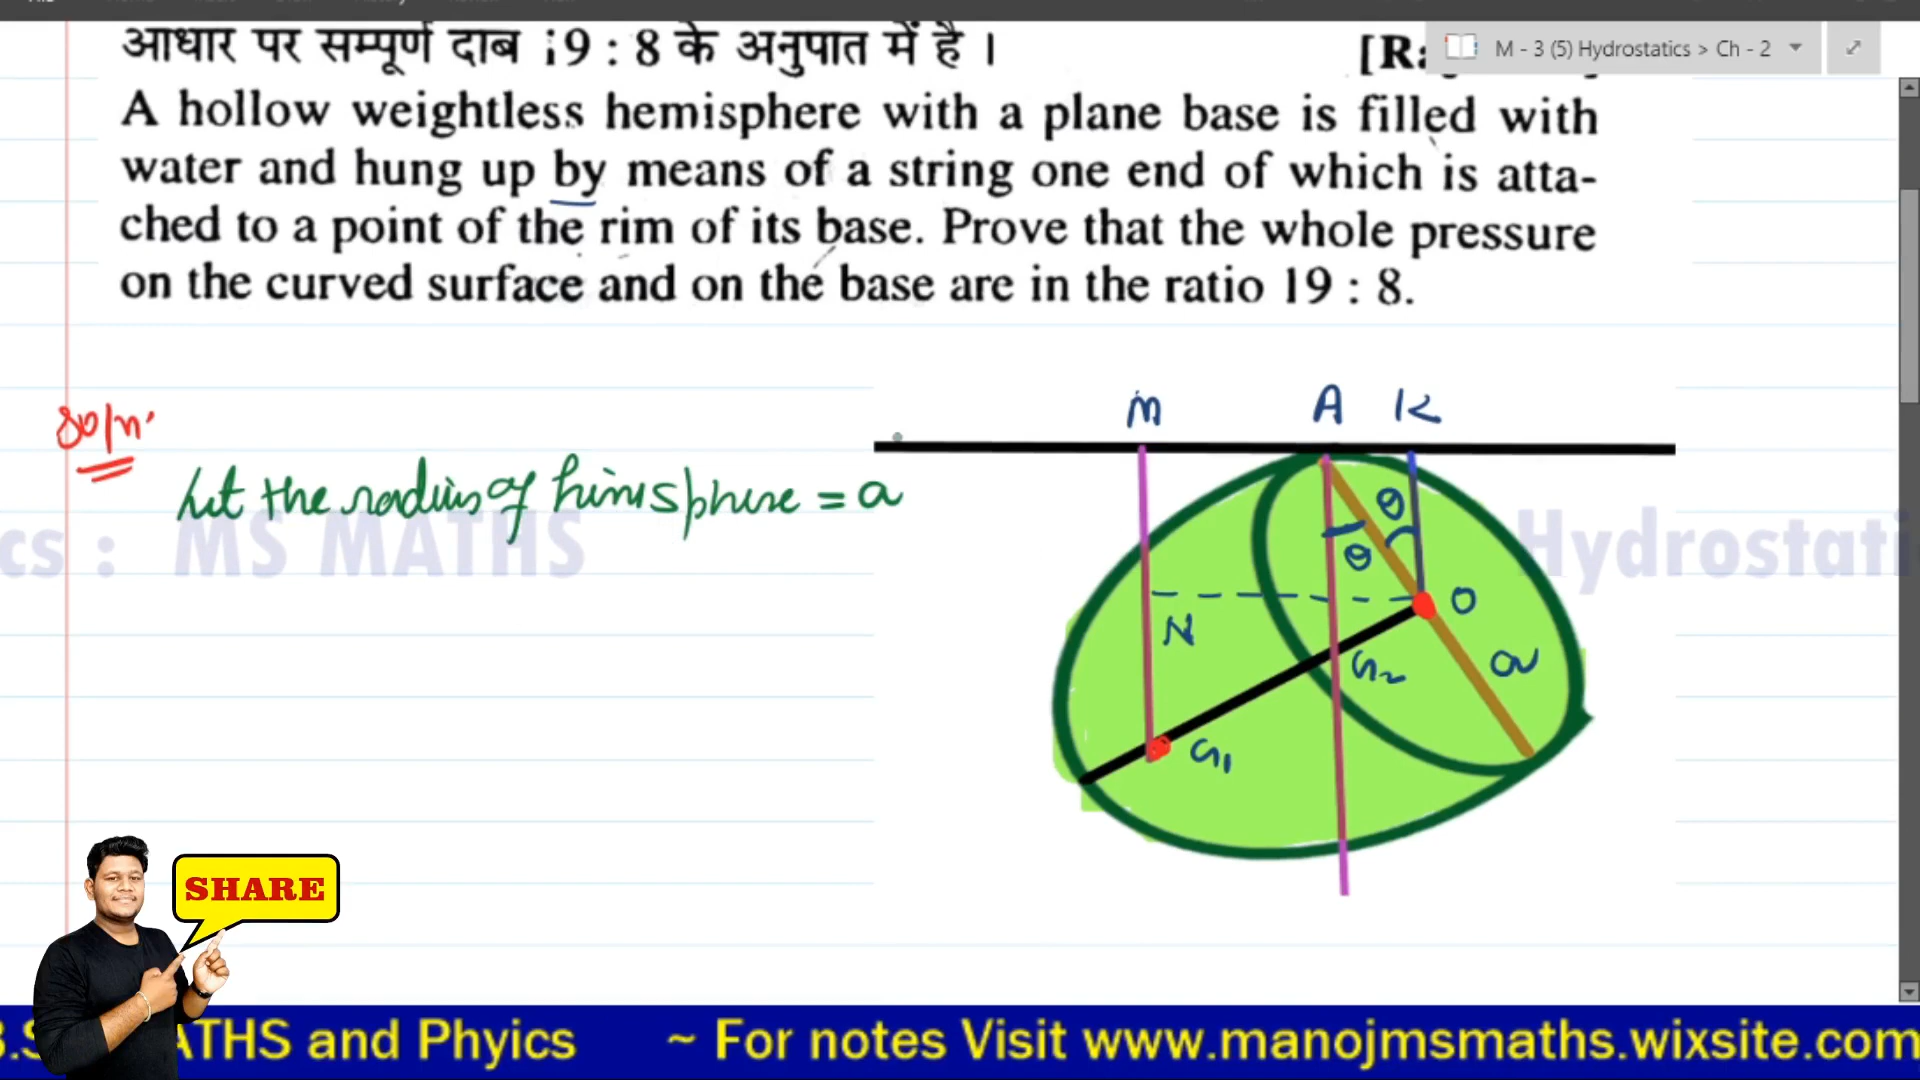 आधार पर सम्पूर्ण दाब 19 : 8 के अनुपात में है ।
[Ra
M - 3 (5) Hydrostatics > Ch - 2
A hollow weightless hemisphere with a plane base is filled with
water and hung up by means of a string one end of which is atta-
ched to a point of the rim of its base. Prove that the whole pressure
on the curved surface and on the base are in the ratio 19 : 8.
M A K
Soln.
Let the radius of himisphere = a
θ
θ
cs : MS MATHS
Hydrostati
O
N
G2
a
G1
SHARE
MATHS and Phyics ~ For notes Visit www.manojmsmaths.wixsite.com